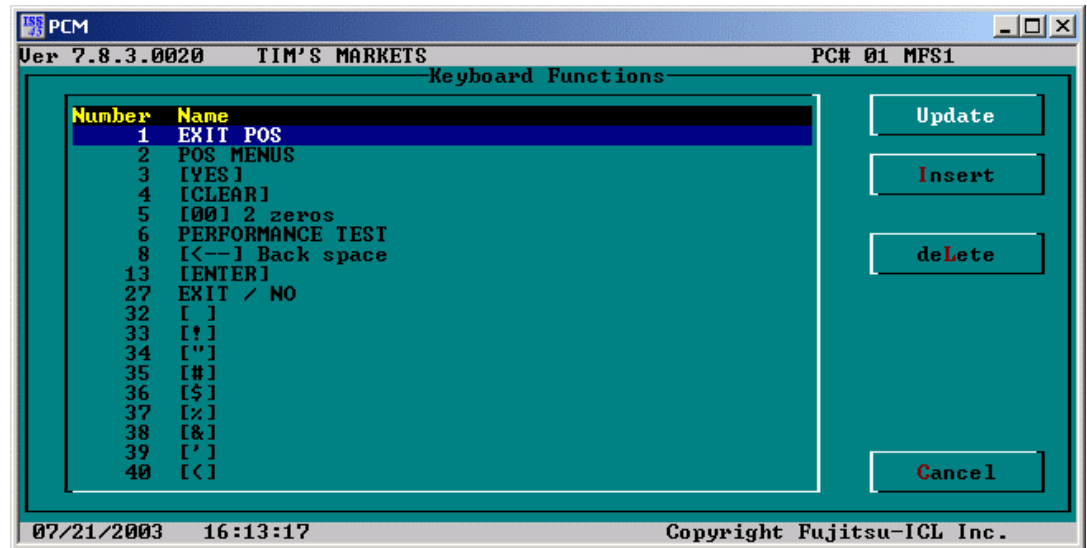 ISS 45 PCM
Ver 7.8.3.0020 TIM'S MARKETS PC# 01 MFS1
Keyboard Functions
Number Name
1 EXIT POS
2 POS MENUS
3 [YES]
4 [CLEAR]
5 [00] 2 zeros
6 PERFORMANCE TEST
8 [<--] Back space
13 [ENTER]
27 EXIT / NO
32 [ ]
33 [!]
34 ["]
35 [#]
36 [$]
37 [%]
38 [&]
39 [']
40 [(]
Update
Insert
deLete
Cancel
07/21/2003 16:13:17 Copyright Fujitsu-ICL Inc.